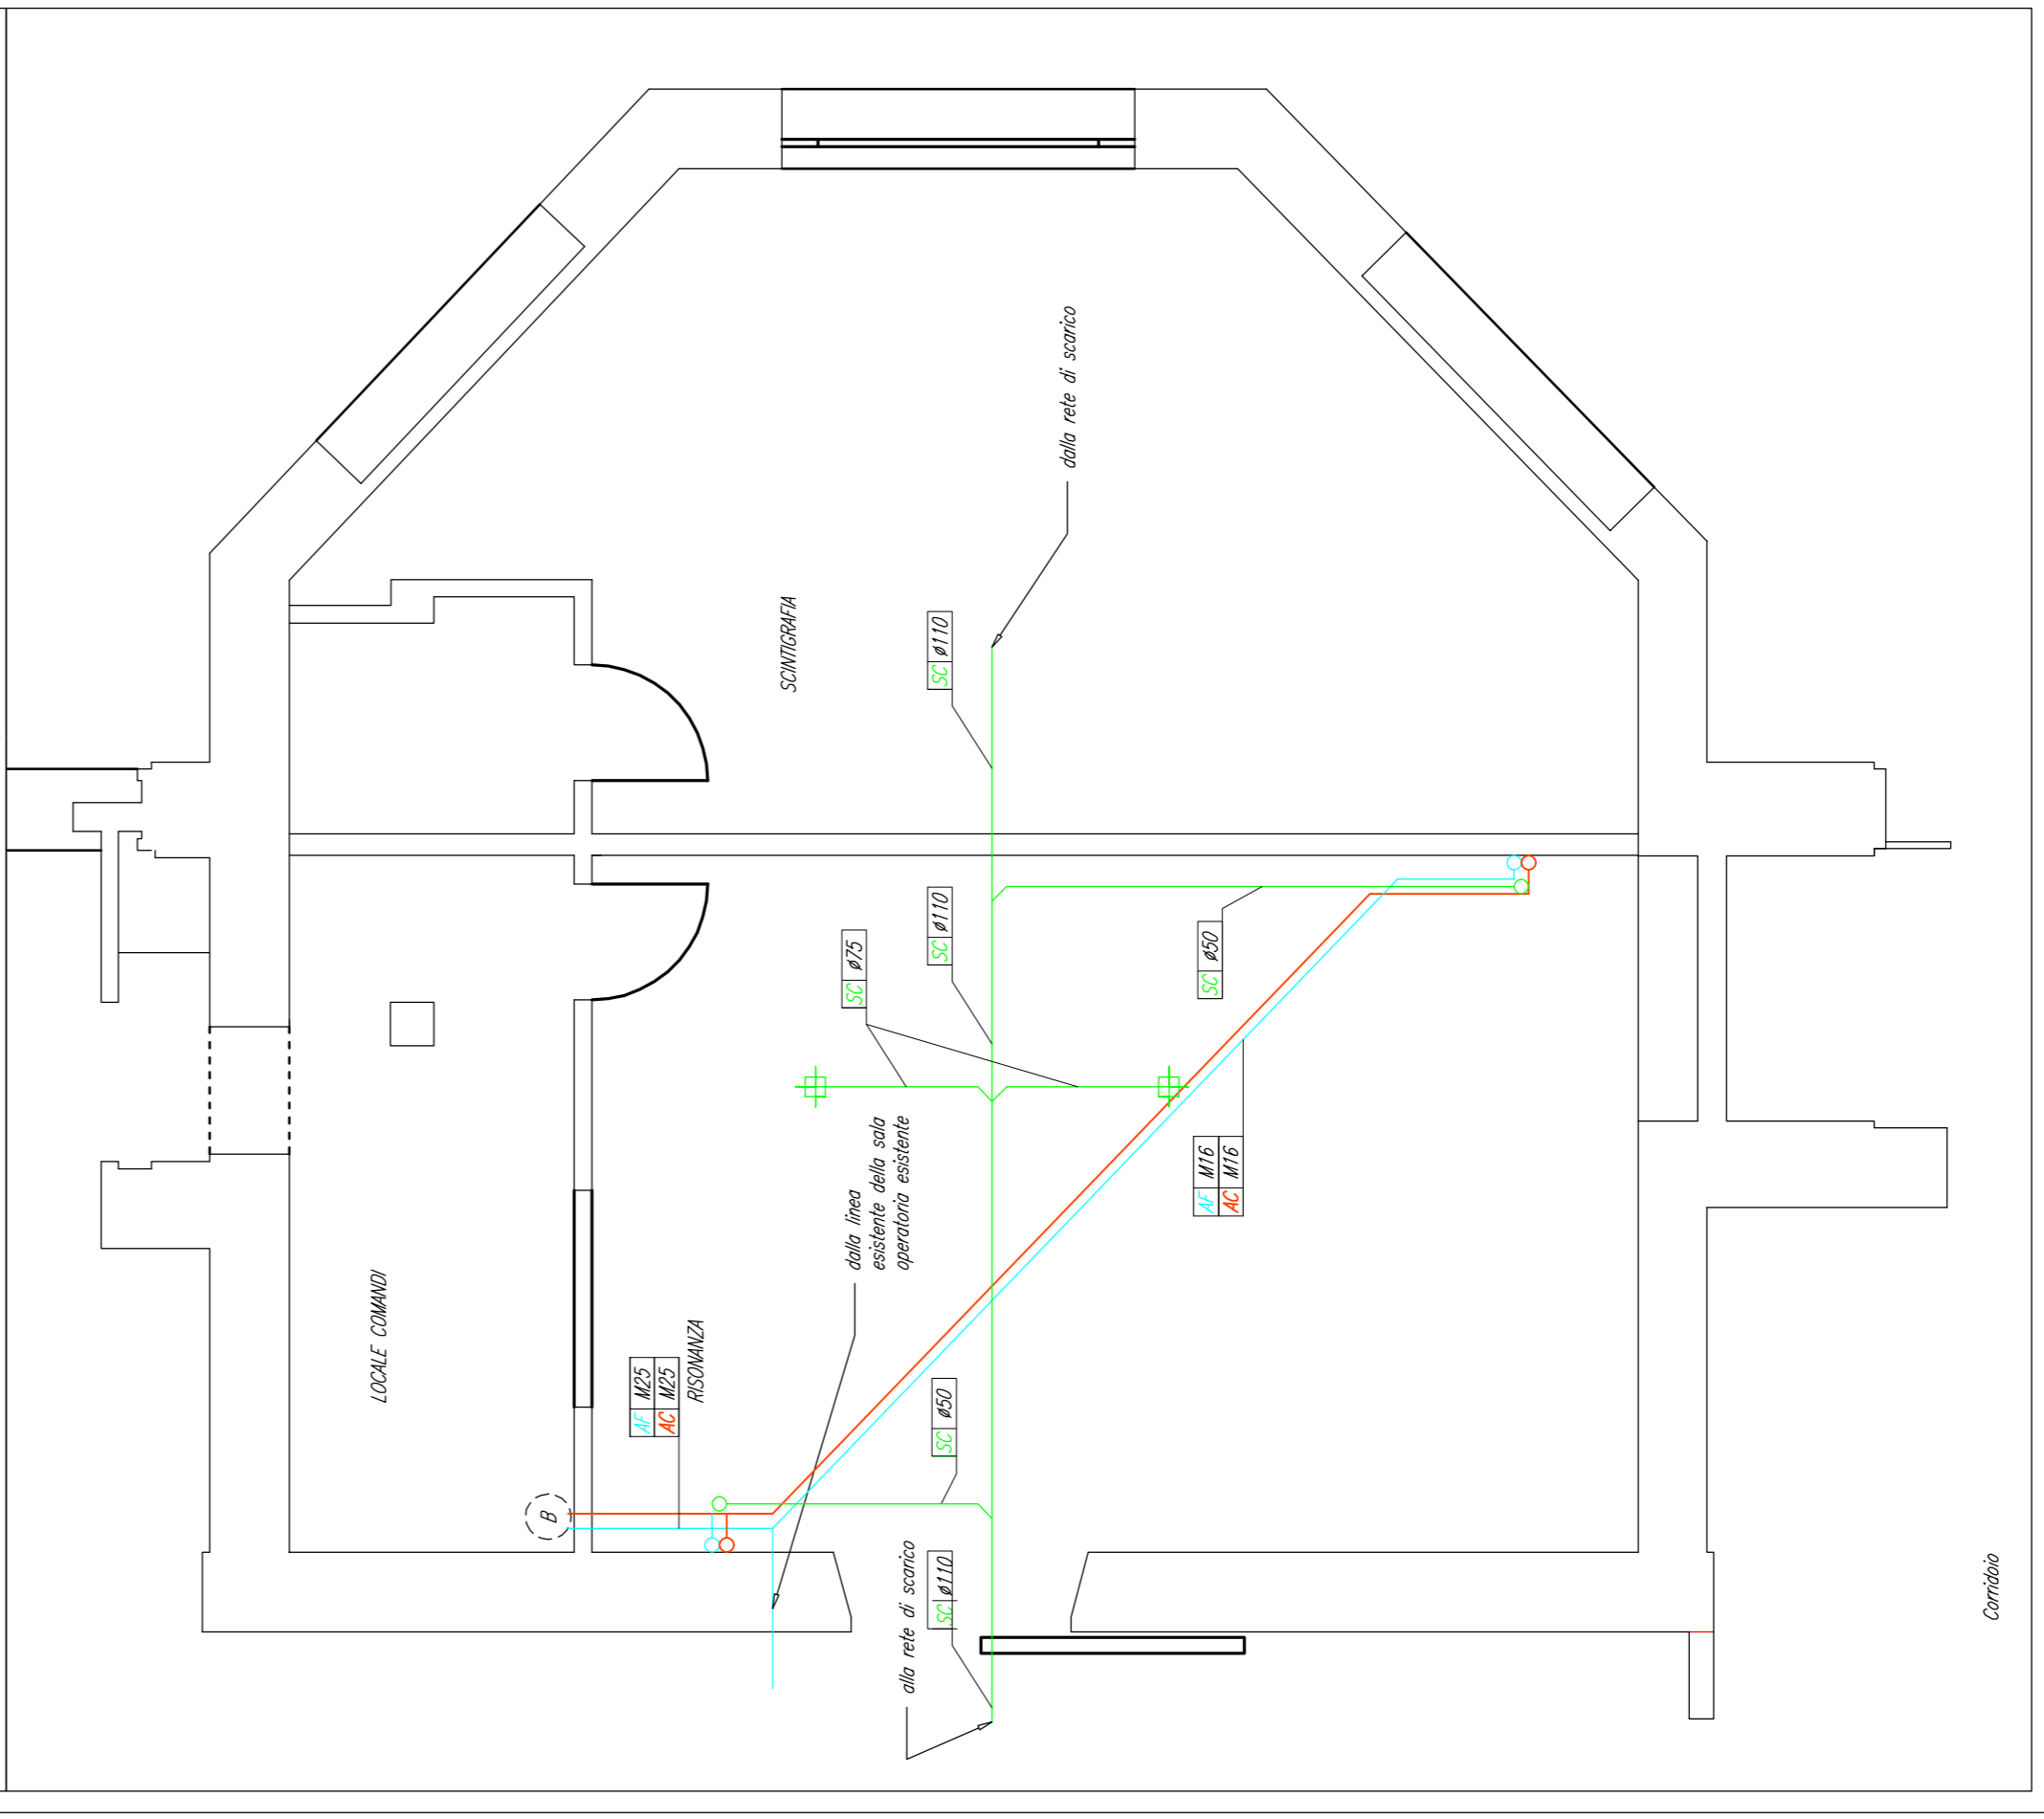 LOCALE COMANDI
B
AF M25
AC M25
RISONANZA
SCINTIGRAFIA
SC ø75
dalla linea
esistente della sala
operatoria esistente
SC ø110
SC ø110
SC ø50
alla rete di scarico
SC ø110
dalla rete di scarico
SC ø50
AF M16
AC M16
Corridoio